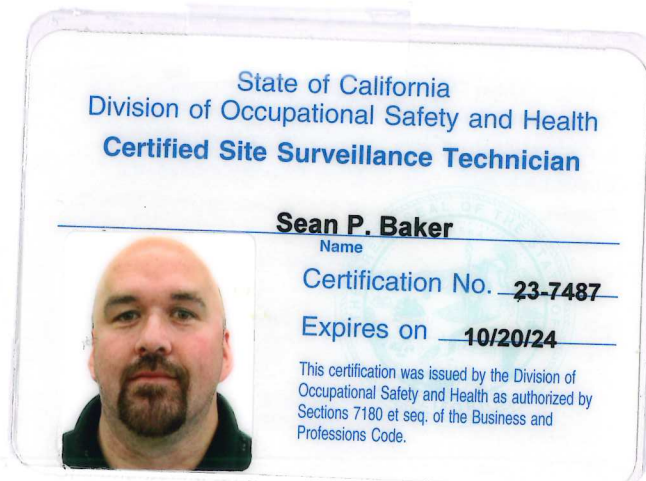 State of California
Division of Occupational Safety and Health
Certified Site Surveillance Technician
Sean P. Baker
Name
Certification No. 23-7487
Expires on 10/20/24
This certification was issued by the Division of
Occupational Safety and Health as authorized by
Sections 7180 et seq. of the Business and
Professions Code.